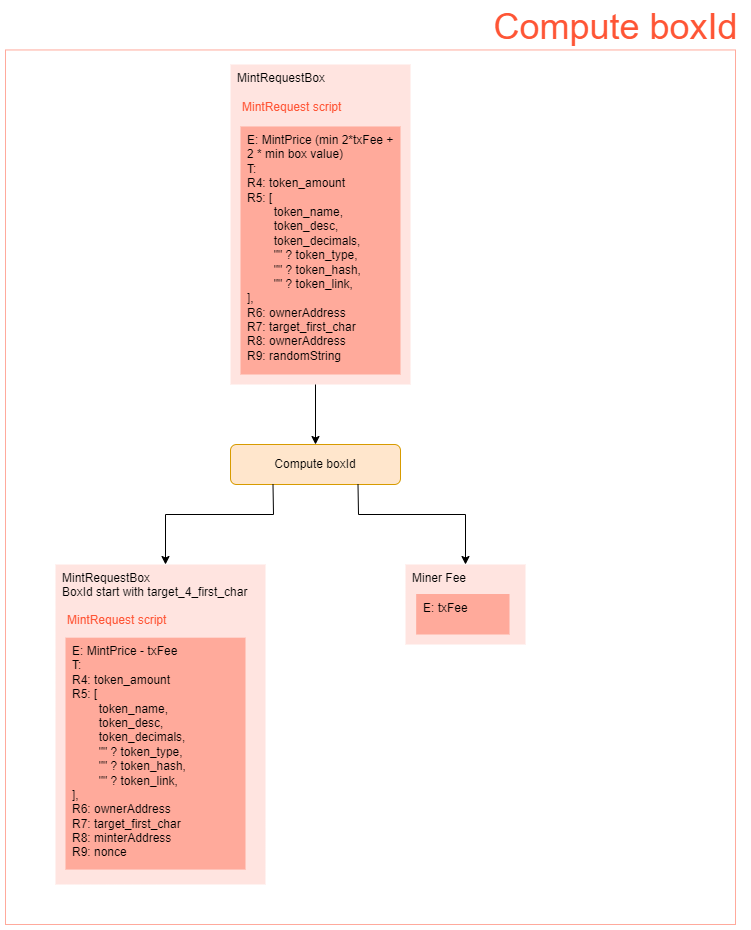 Compute boxId
MintRequestBox
MintRequest script
E: MintPrice (min 2*txFee +
2 * min box value)
T:
R4: token_amount
R5: [
token_name,
token_desc,
token_decimals,
"" ? token_type,
"" ? token_hash,
"" ? token_link,
],
R6: ownerAddress
R7: target_first_char
R8: ownerAddress
R9: randomString
Compute boxId
MintRequestBox
BoxId start with target_4_first_char
MintRequest script
E: MintPrice - txFee
T:
R4: token_amount
R5: [
token_name,
token_desc,
token_decimals,
"" ? token_type,
"" ? token_hash,
"" ? token_link,
],
R6: ownerAddress
R7: target_first_char
R8: minterAddress
R9: nonce
Miner Fee
E: txFee